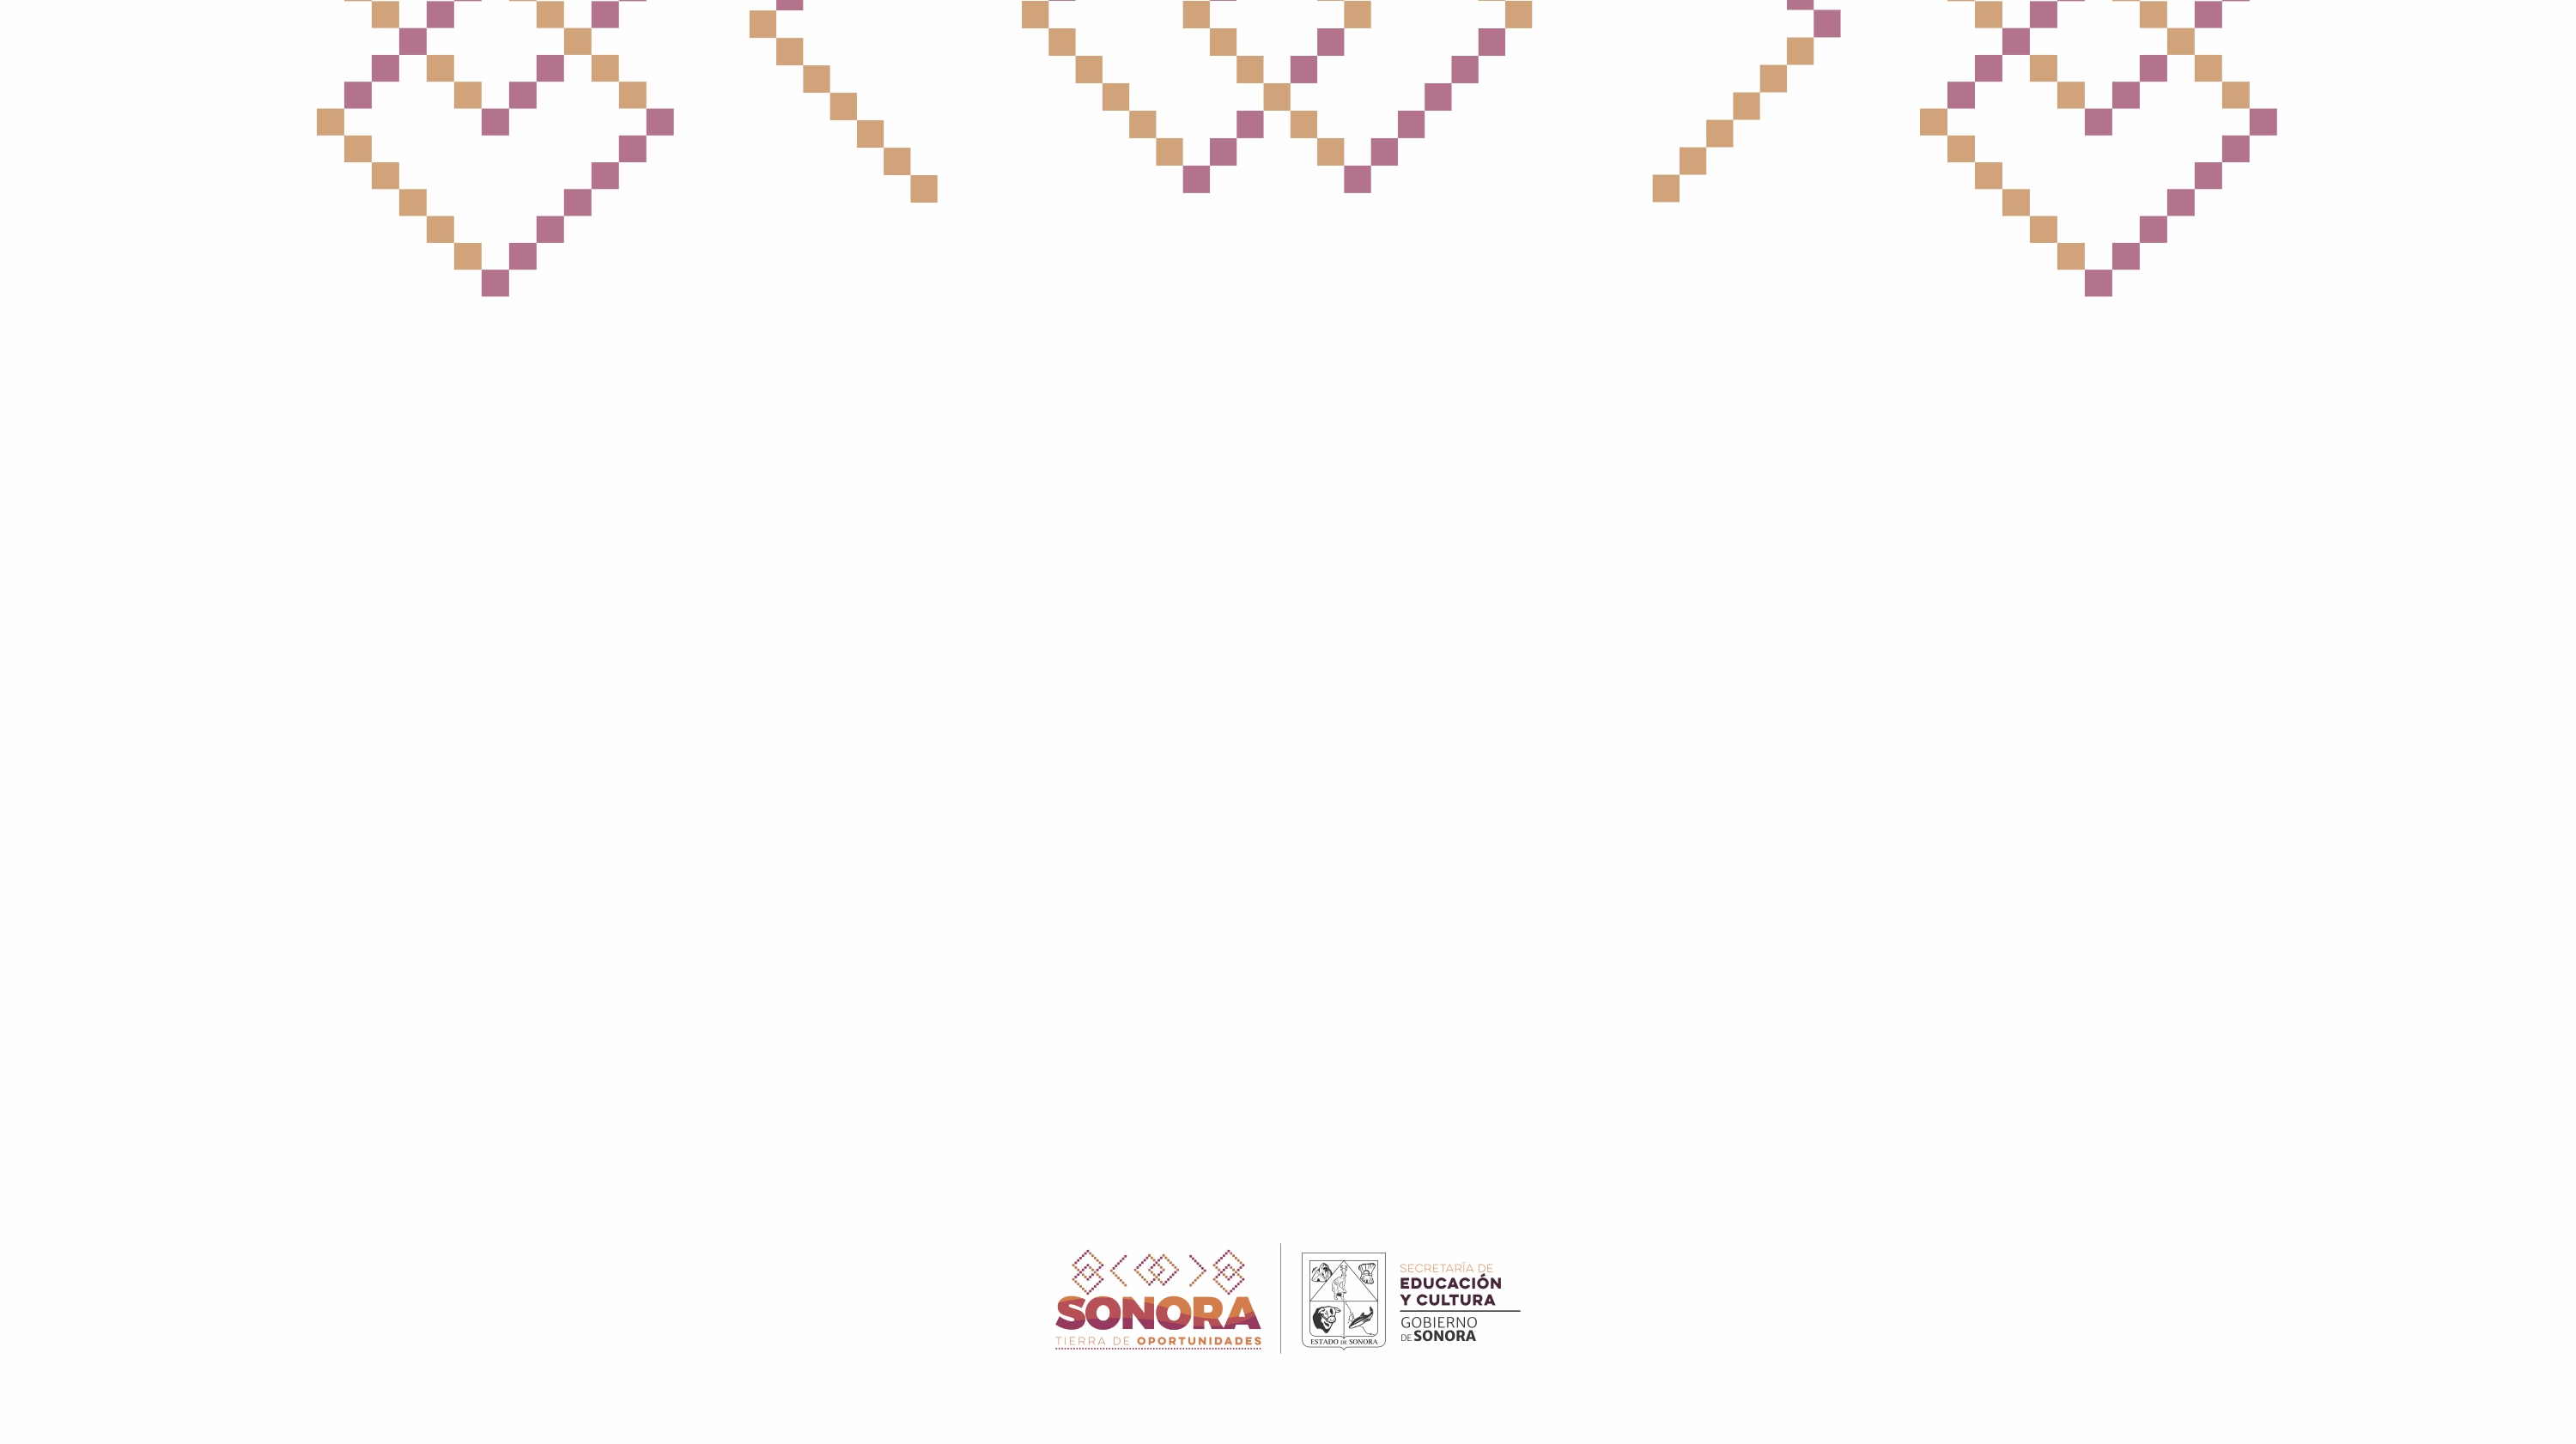 SONORA
TIERRA DE OPORTUNIDADES
ESTADO DE SONORA
SECRETARÍA DE
EDUCACIÓN
Y CULTURA
GOBIERNO
DE SONORA